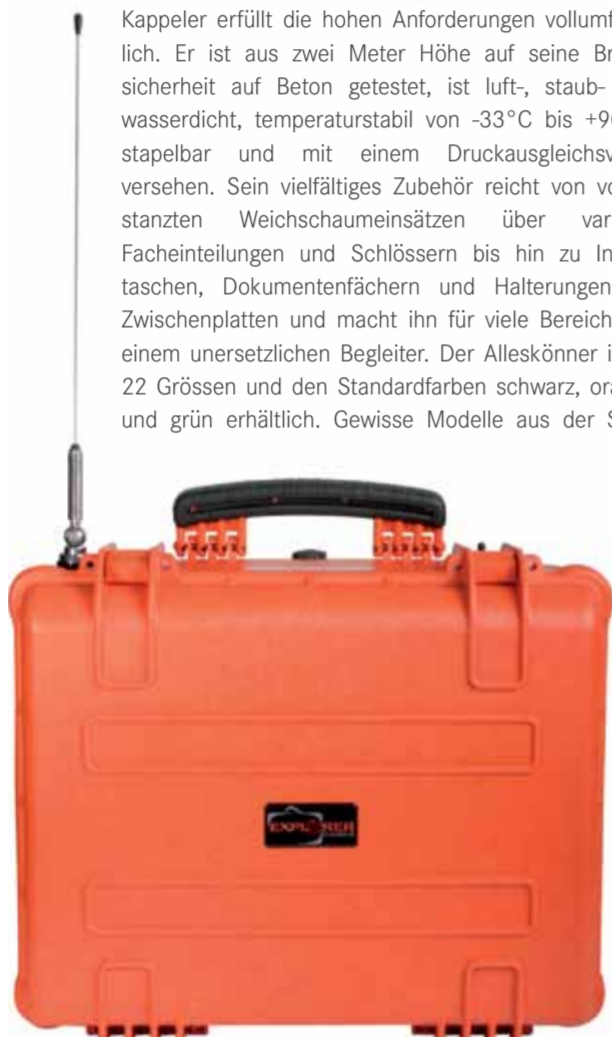 Kappeler erfüllt die hohen Anforderungen vollumf
lich. Er ist aus zwei Meter Höhe auf seine Br
sicherheit auf Beton getestet, ist luft-, staub-
wasserdicht, temperaturstabil von -33°C bis +90
stapelbar und mit einem Druckausgleichsv
versehen. Sein vielfältiges Zubehör reicht von vo
stanzten Weichschaumeinsätzen über var
Facheinteilungen und Schlössern bis hin zu In
taschen, Dokumentenfächern und Halterungen
Zwischenplatten und macht ihn für viele Bereich
einem unersetzlichen Begleiter. Der Alleskönner i
22 Grössen und den Standardfarben schwarz, ora
und grün erhältlich. Gewisse Modelle aus der S
EXPLORER